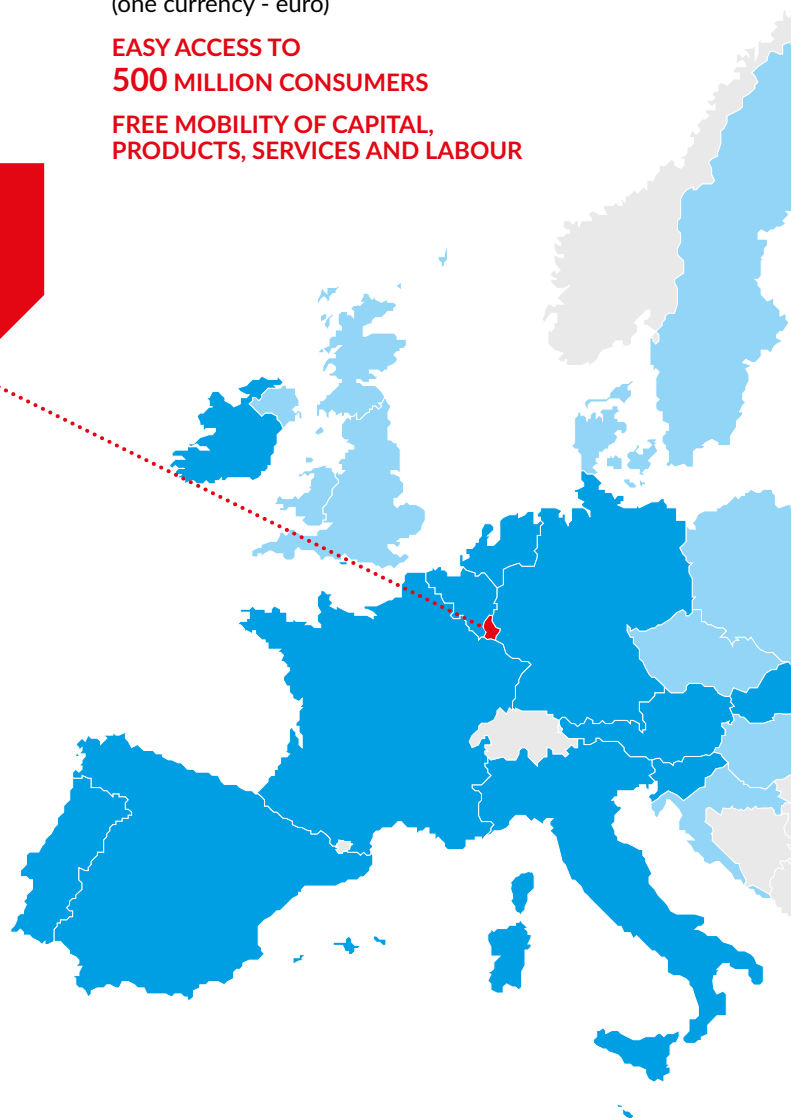 (one currency - euro)
EASY ACCESS TO
500 MILLION CONSUMERS
FREE MOBILITY OF CAPITAL,
PRODUCTS, SERVICES AND LABOUR